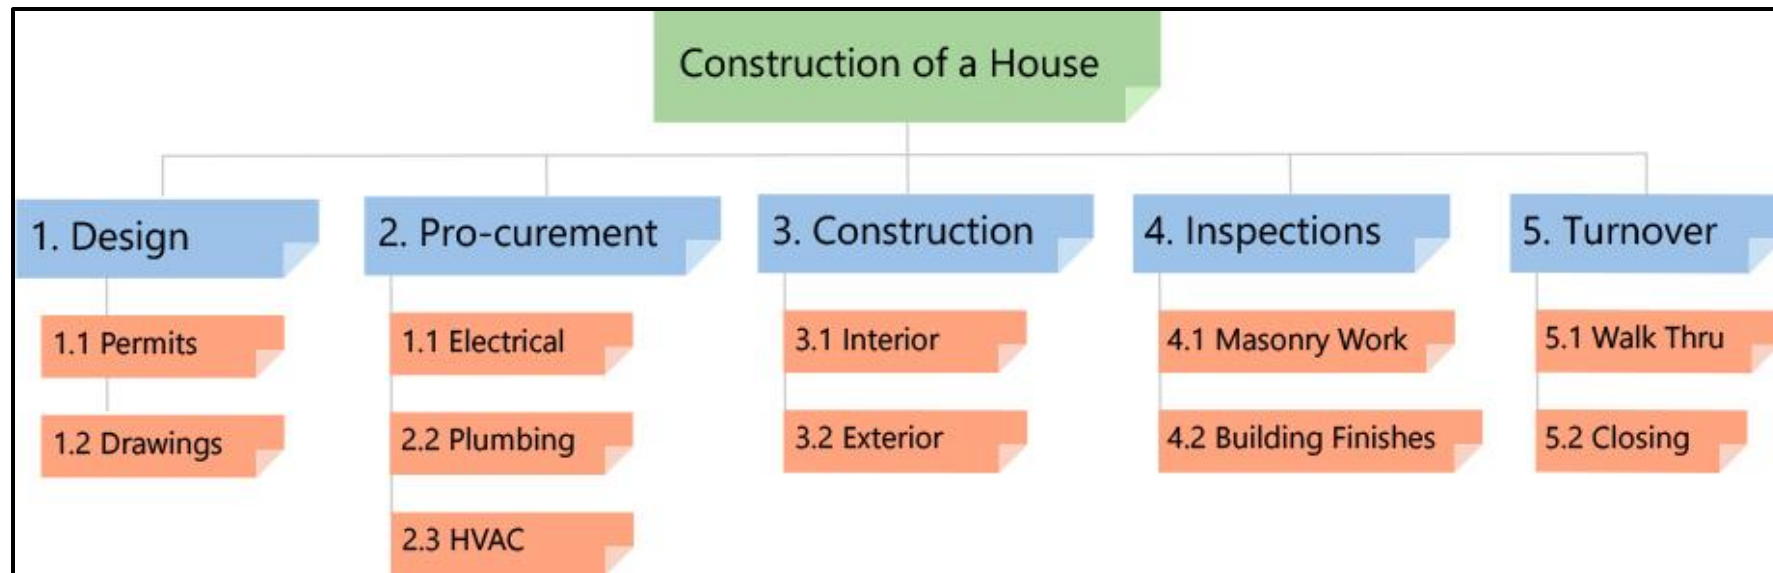 Construction of a House
1. Design
1.1 Permits
1.2 Drawings
2. Pro-curement
1.1 Electrical
2.2 Plumbing
2.3 HVAC
3. Construction
3.1 Interior
3.2 Exterior
4. Inspections
4.1 Masonry Work
4.2 Building Finishes
5. Turnover
5.1 Walk Thru
5.2 Closing